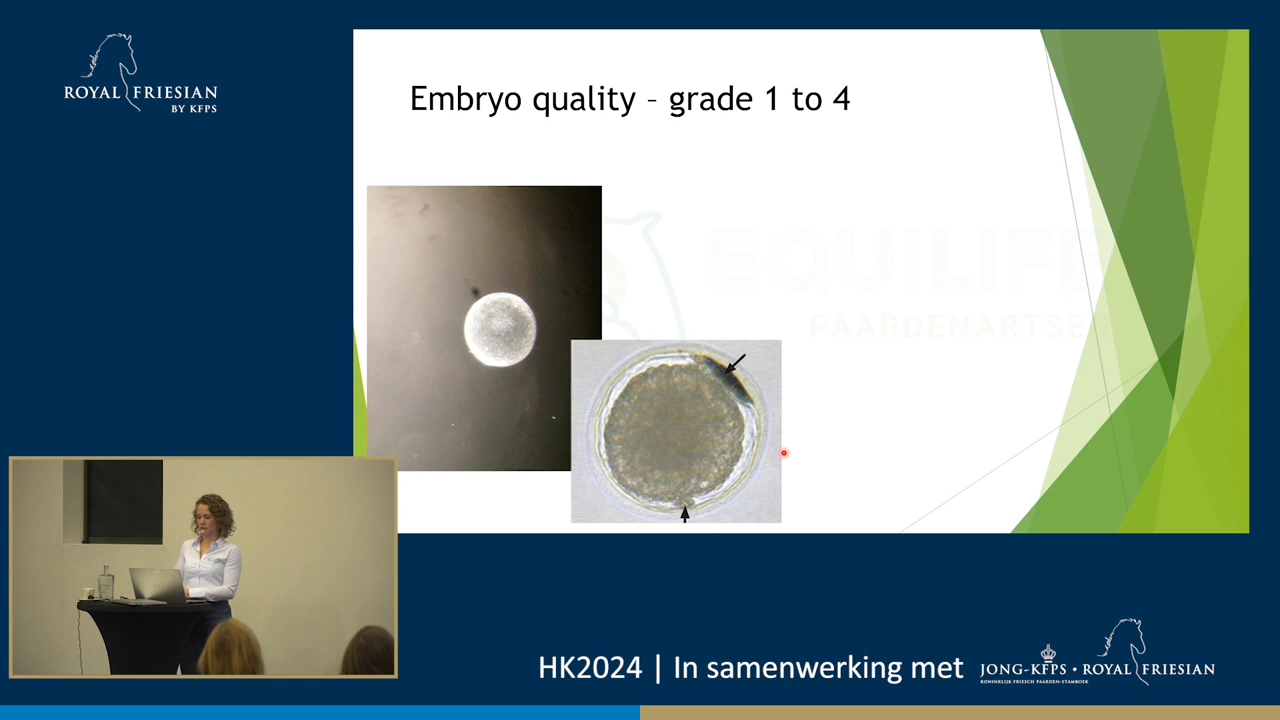 ROYAL FRIESIAN
BY KFPS
Embryo quality – grade 1 to 4
EQUILIFE
PAARDENARTSEN
HK2024 | In samenwerking met
JONG-KFPS • ROYAL FRIESIAN
KONINKLIJK FRIESCH PAARDEN-STAMBOEK